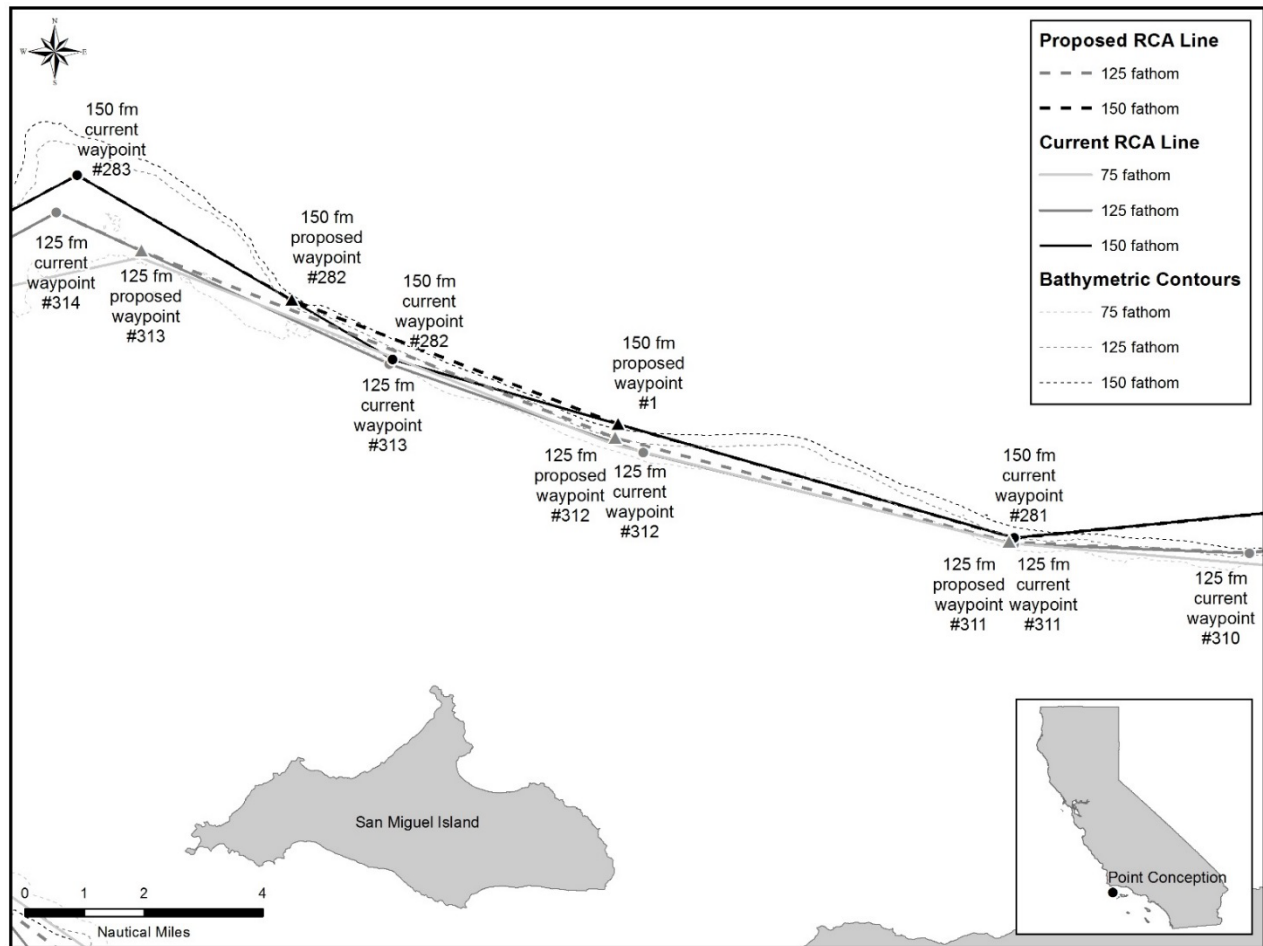 N
W E
S
Proposed RCA Line
125 fathom
150 fathom
Current RCA Line
75 fathom
125 fathom
150 fathom
Bathymetric Contours
75 fathom
125 fathom
150 fathom
150 fm
current
waypoint
#283
150 fm
proposed
waypoint
#282
125 fm
current
waypoint
#314
125 fm
proposed
waypoint
#313
150 fm
current
waypoint
#282
125 fm
current
waypoint
#313
150 fm
proposed
waypoint
#1
125 fm
proposed
waypoint
#312
125 fm
current
waypoint
#312
150 fm
current
waypoint
#281
125 fm
proposed
waypoint
#311
125 fm
current
waypoint
#311
125 fm
current
waypoint
#310
San Miguel Island
Point Conception
0 1 2 4
Nautical Miles